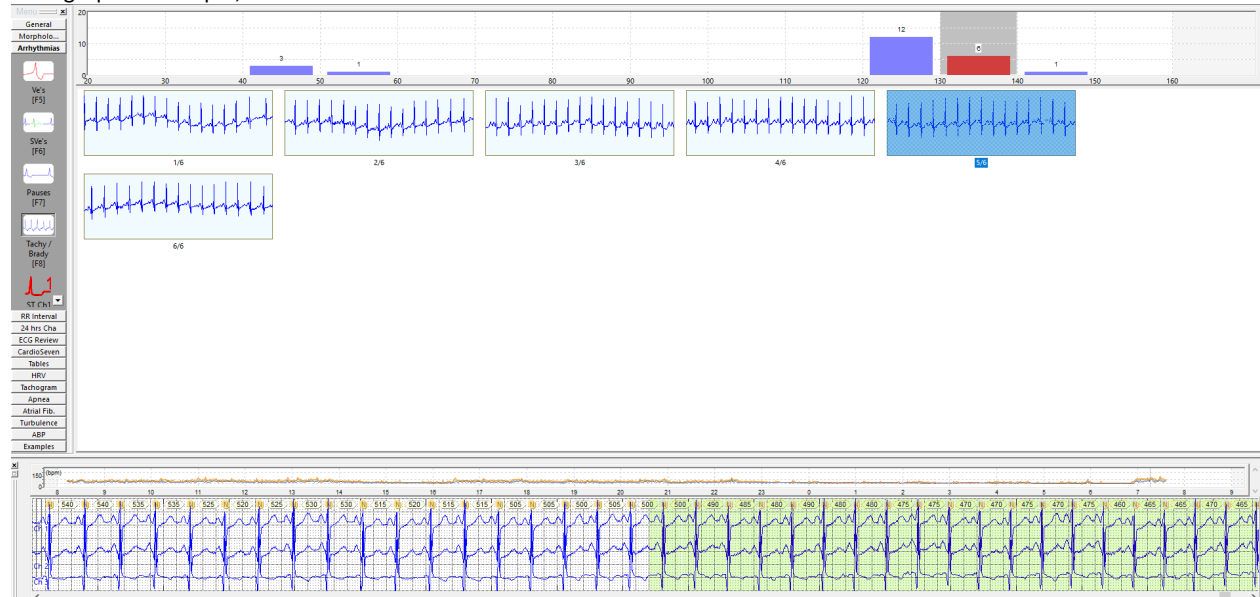 Menu
General
Morpholo...
Arrhythmias
Ve's
[F5]
SVe's
[F6]
Pauses
[F7]
Tachy /
Brady
[F8]
ST Ch1
RR Interval
24 hrs Cha
ECG Review
CardioSeven
Tables
HRV
Tachogram
Apnea
Atrial Fib.
Turbulence
ABP
Examples
20
10
0
3 1 12 6 1
20 30 40 50 60 70 80 90 100 110 120 130 140 150 160
1/6 2/6 3/6 4/6 5/6
6/6
150 (bpm)
0
8 9 10 11 12 13 14 15 16 17 18 19 20 21 22 23 0 1 2 3 4 5 6 7 8 9
N 540 N 540 N 535 N 535 N 525 N 525 N 520 N 525 N 530 N 530 N 515 N 520 N 515 N 505 N 505 N 505 N 500 N 500 N 490 N 485 N 480 N 490 N 480 N 475 N 475 N 475 N 475 N 460 N 465 N 465 N 470 N 465
Ch 1
Ch 2
Ch 3